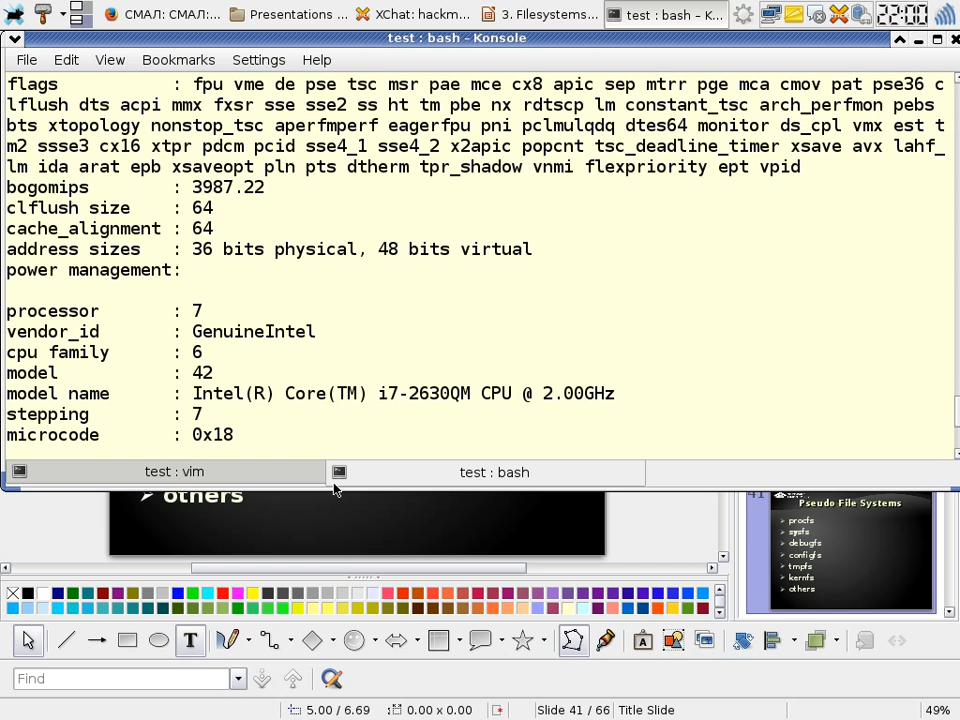 СМАЛ: СМАЛ:...
Presentations ...
XChat: hackm...
3. FIlesystems...
test : bash – K...
22:00
test : bash – Konsole
File Edit View Bookmarks Settings Help
flags : fpu vme de pse tsc msr pae mce cx8 apic sep mtrr pge mca cmov pat pse36 c
lflush dts acpi mmx fxsr sse sse2 ss ht tm pbe nx rdtscp lm constant_tsc arch_perfmon pebs
bts xtopology nonstop_tsc aperfmperf eagerfpu pni pclmulqdq dtes64 monitor ds_cpl vmx est t
m2 ssse3 cx16 xtpr pdcm pcid sse4_1 sse4_2 x2apic popcnt tsc_deadline_timer xsave avx lahf_
lm ida arat epb xsaveopt pln pts dtherm tpr_shadow vnmi flexpriority ept vpid
bogomips : 3987.22
clflush size : 64
cache_alignment : 64
address sizes : 36 bits physical, 48 bits virtual
power management:
processor : 7
vendor_id : GenuineIntel
cpu family : 6
model : 42
model name : Intel(R) Core(TM) i7-2630QM CPU @ 2.00GHz
stepping : 7
microcode : 0x18
test : vim
test : bash
others
41
Pseudo File Systems
procfs
sysfs
debugfs
configfs
tmpfs
kernfs
others
Find
5.00 / 6.69
0.00 x 0.00
Slide 41 / 66
Title Slide
49%